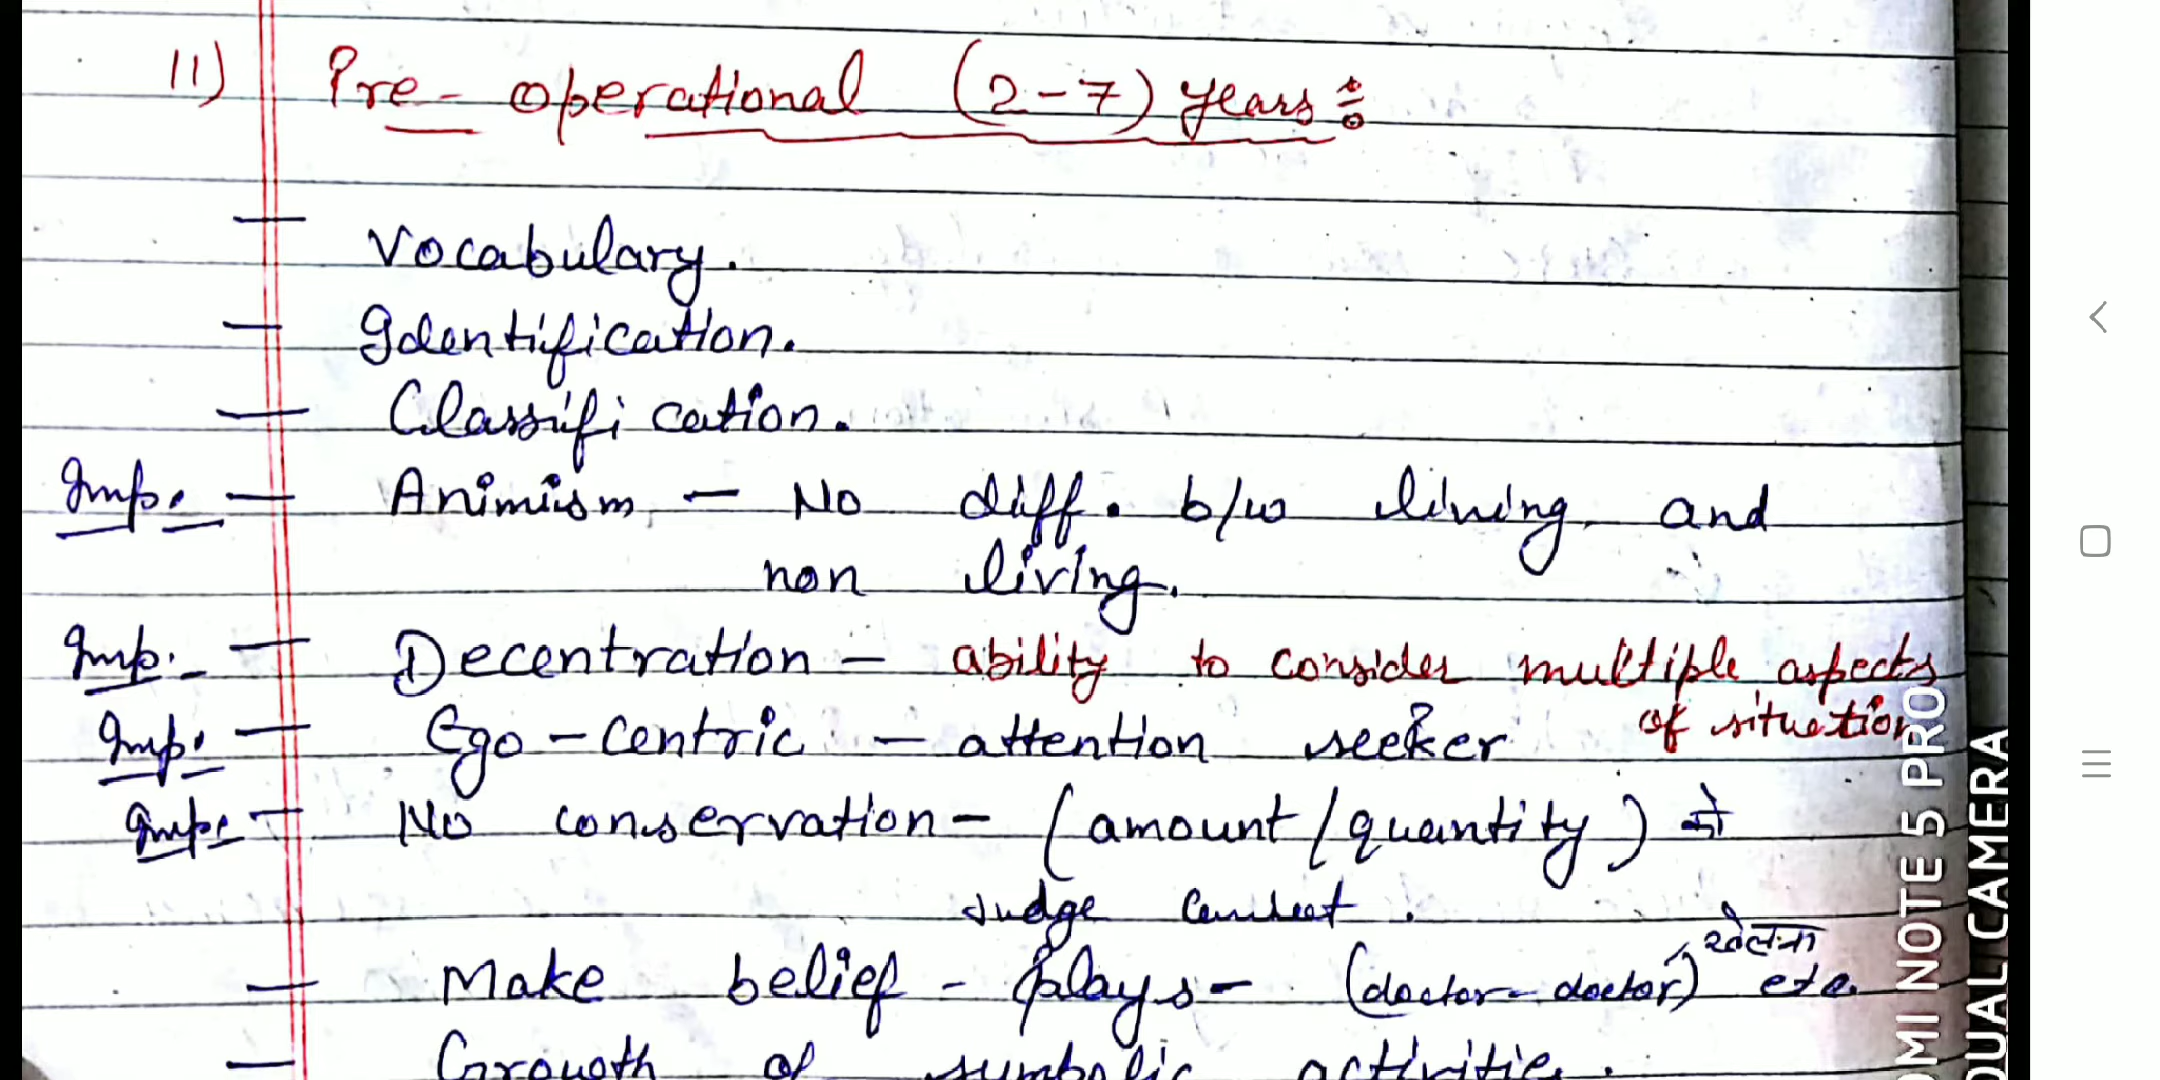 11) Pre-operational (2-7) years:
— Vocabulary.
— Identification.
— Classification.
Imp. — Animism, — No diff. b/w living and
non living.
Imp. — Decentration — ability to consider multiple aspects
of situation
Imp. — Ego-centric — attention seeker
Imp. — No conservation — (amount/quantity) को
Judge
खेलना
— Make belief - plays — (doctor-doctor) etc.
— Growth of symbolic activities.
MI NOTE 5 PRO
DUAL CAMERA